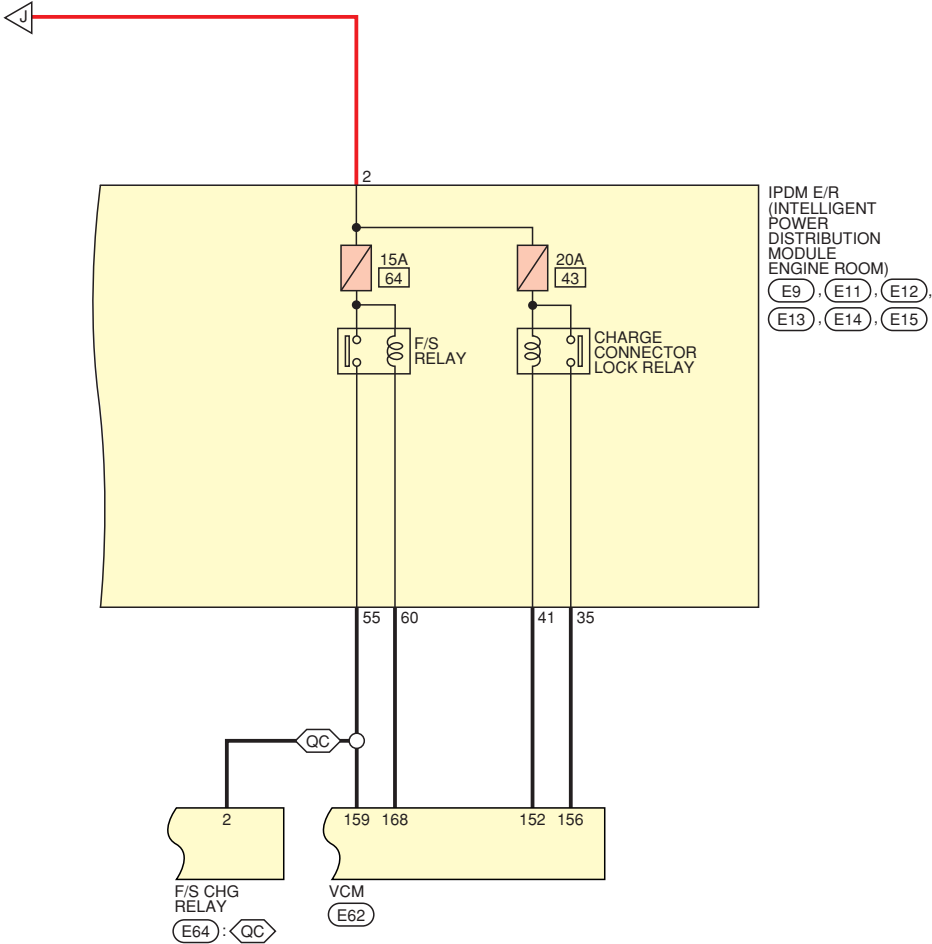 J
2
IPDM E/R
(INTELLIGENT
POWER
DISTRIBUTION
MODULE
ENGINE ROOM)
E9 , E11 , E12 ,
E13 , E14 , E15
15A
64
20A
43
F/S
RELAY
CHARGE
CONNECTOR
LOCK RELAY
55 60 41 35
QC
2 159 168 152 156
F/S CHG
RELAY
E64 : QC
VCM
E62